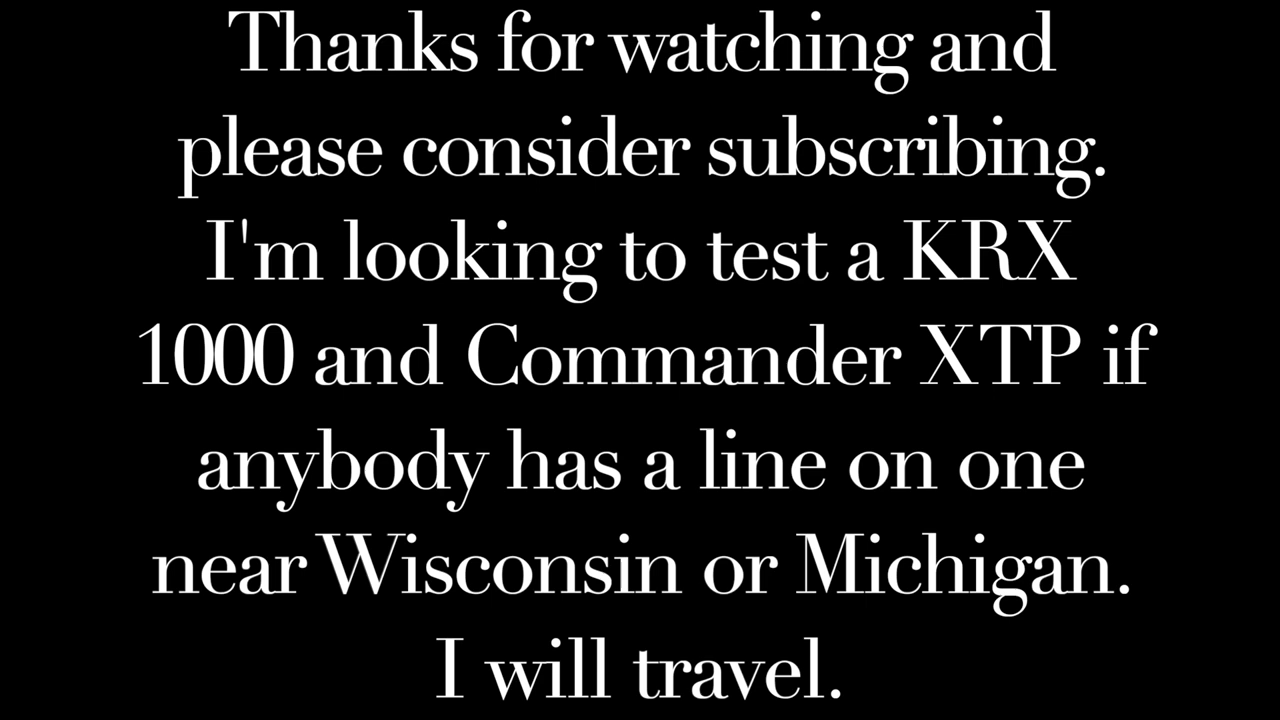 Thanks for watching and
please consider subscribing.
I'm looking to test a KRX
1000 and Commander XTP if
anybody has a line on one
near Wisconsin or Michigan.
I will travel.